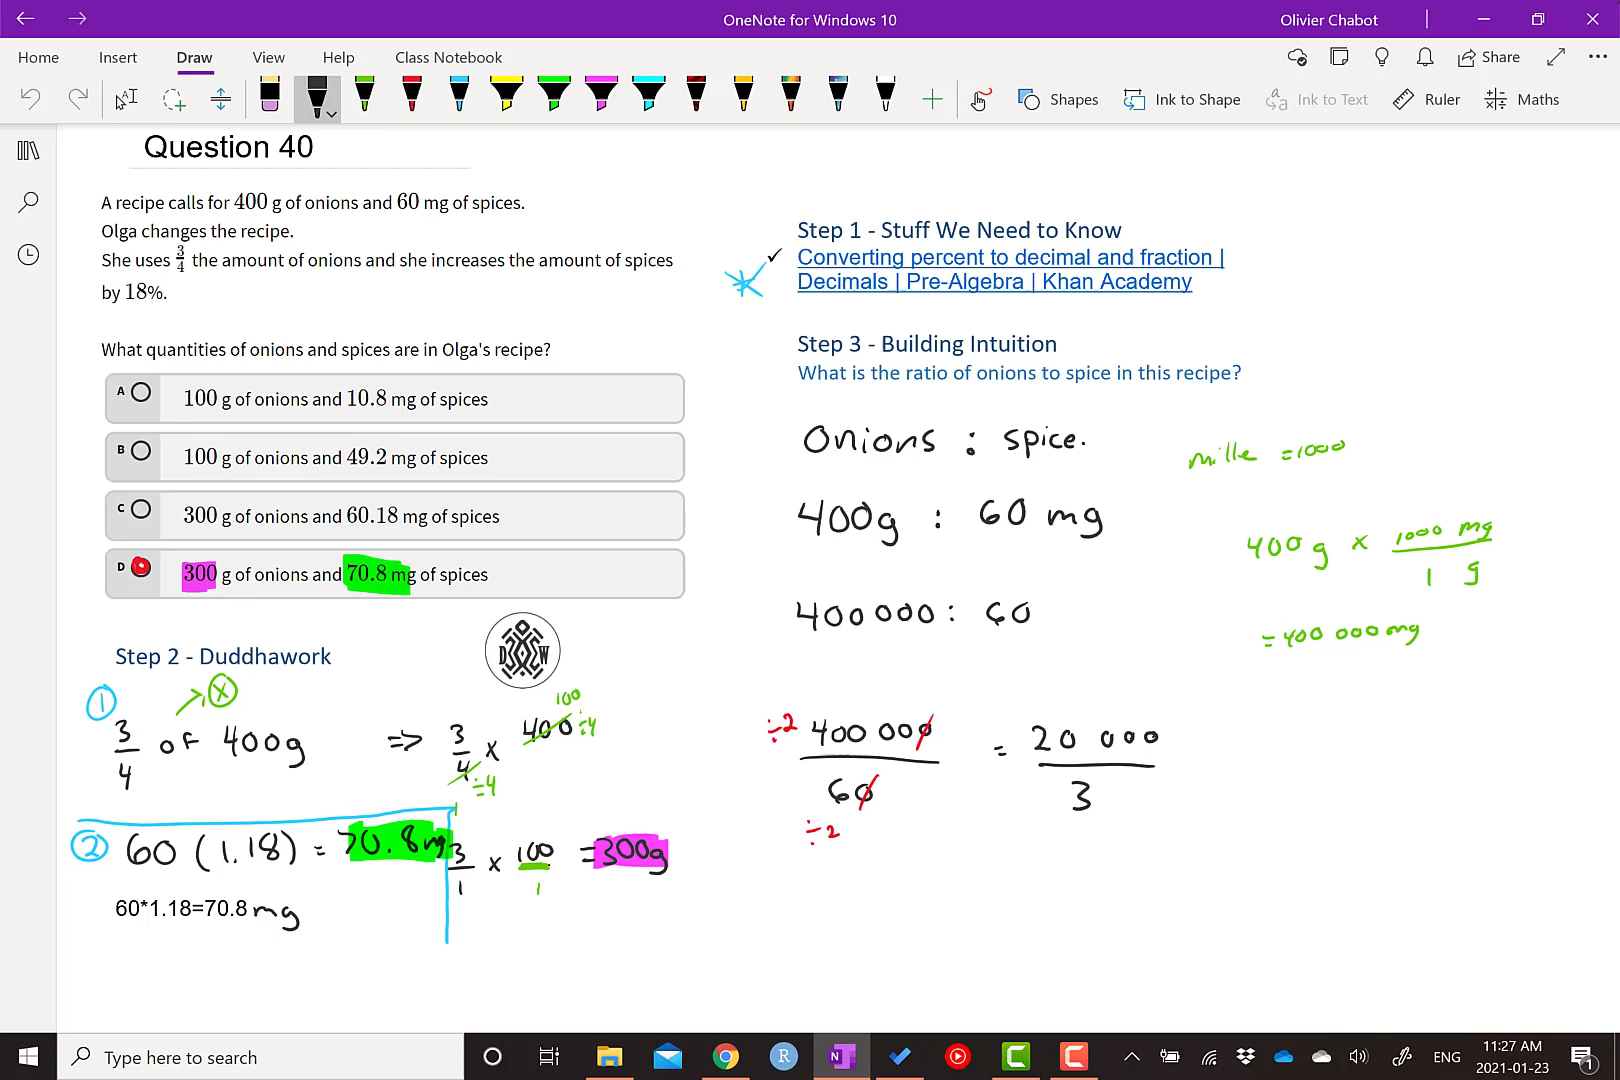 OneNote for Windows 10
Olivier Chabot
Home Insert Draw View Help Class Notebook
Share
Shapes Ink to Shape Ink to Text Ruler Maths
Question 40
A recipe calls for 400 g of onions and 60 mg of spices.
Olga changes the recipe.
She uses 3/4 the amount of onions and she increases the amount of spices
by 18%.
What quantities of onions and spices are in Olga's recipe?
A 100 g of onions and 10.8 mg of spices
B 100 g of onions and 49.2 mg of spices
C 300 g of onions and 60.18 mg of spices
D 300 g of onions and 70.8 mg of spices
Step 2 - Duddhawork
D W
① → ⓧ
3/4 of 400g => 3/4 × 400 ÷4 100
÷4
1
② 60 (1.18) = 70.8 mg
3/1 × 100/1 = 300g
60*1.18=70.8 mg
Step 1 - Stuff We Need to Know
✓ Converting percent to decimal and fraction |
Decimals | Pre-Algebra | Khan Academy
Step 3 - Building Intuition
What is the ratio of onions to spice in this recipe?
Onions : spice.
mille = 1000
400g : 60 mg
400g × 1000 mg / 1 g
400 000 : 60
= 400 000 mg
÷2 400 000 / 60 = 20 000 / 3
÷2
Type here to search
ENG
11:27 AM
2021-01-23
1